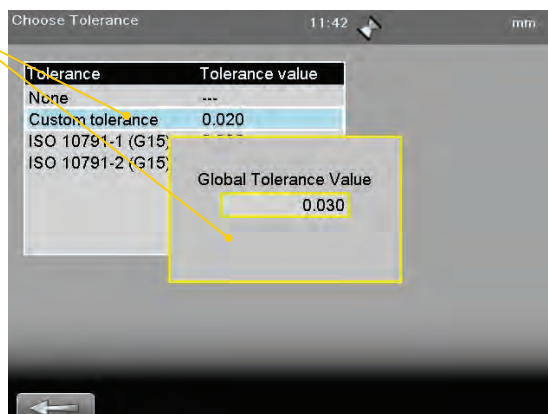 Choose Tolerance 11:42 mm
Tolerance Tolerance value
None ---
Custom tolerance 0.020
ISO 10791-1 (G15)
ISO 10791-2 (G15)
Global Tolerance Value
0.030